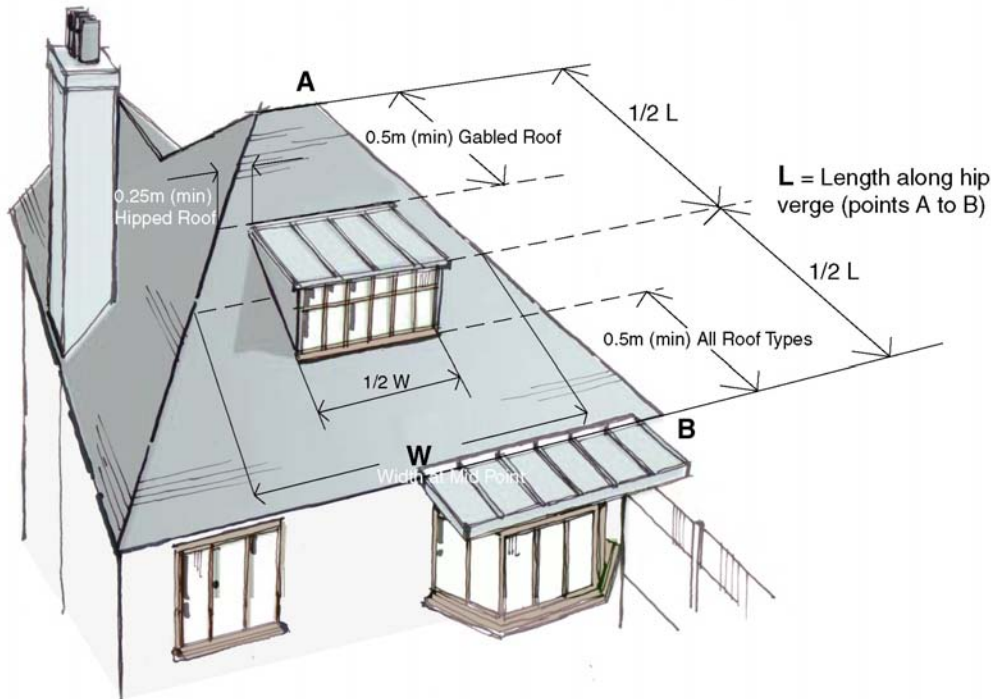 A
1/2 L
0.5m (min) Gabled Roof
L = Length along hip
verge (points A to B)
0.25m (min)
Hipped Roof
1/2 L
0.5m (min) All Roof Types
1/2 W
B
W
Width at Mid Point